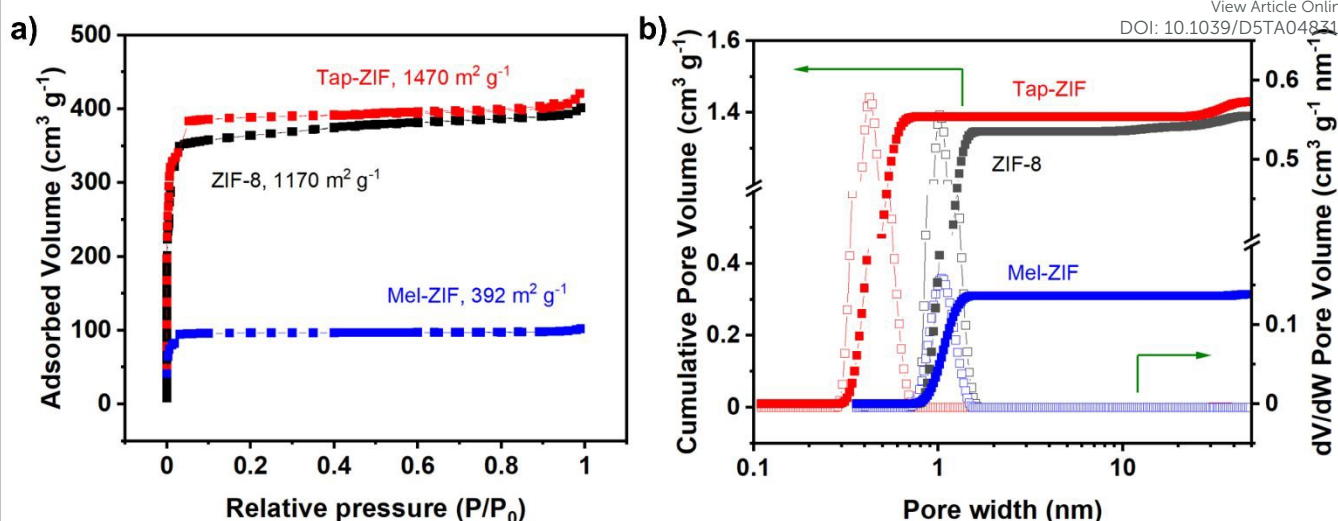 View Article Onlin
DOI: 10.1039/D5TA04831
a)
500
400
300
200
100
0
Adsorbed Volume (cm³ g⁻¹)
Tap-ZIF, 1470 m² g⁻¹
ZIF-8, 1170 m² g⁻¹
Mel-ZIF, 392 m² g⁻¹
0 0.2 0.4 0.6 0.8 1
Relative pressure (P/P₀)
b)
1.6
1.4
0.4
0.2
0
Cumulative Pore Volume (cm³ g⁻¹)
Tap-ZIF
ZIF-8
Mel-ZIF
0.6
0.5
0.1
0
dV/dW Pore Volume (cm³ g⁻¹ nm⁻¹)
0.1 1 10
Pore width (nm)